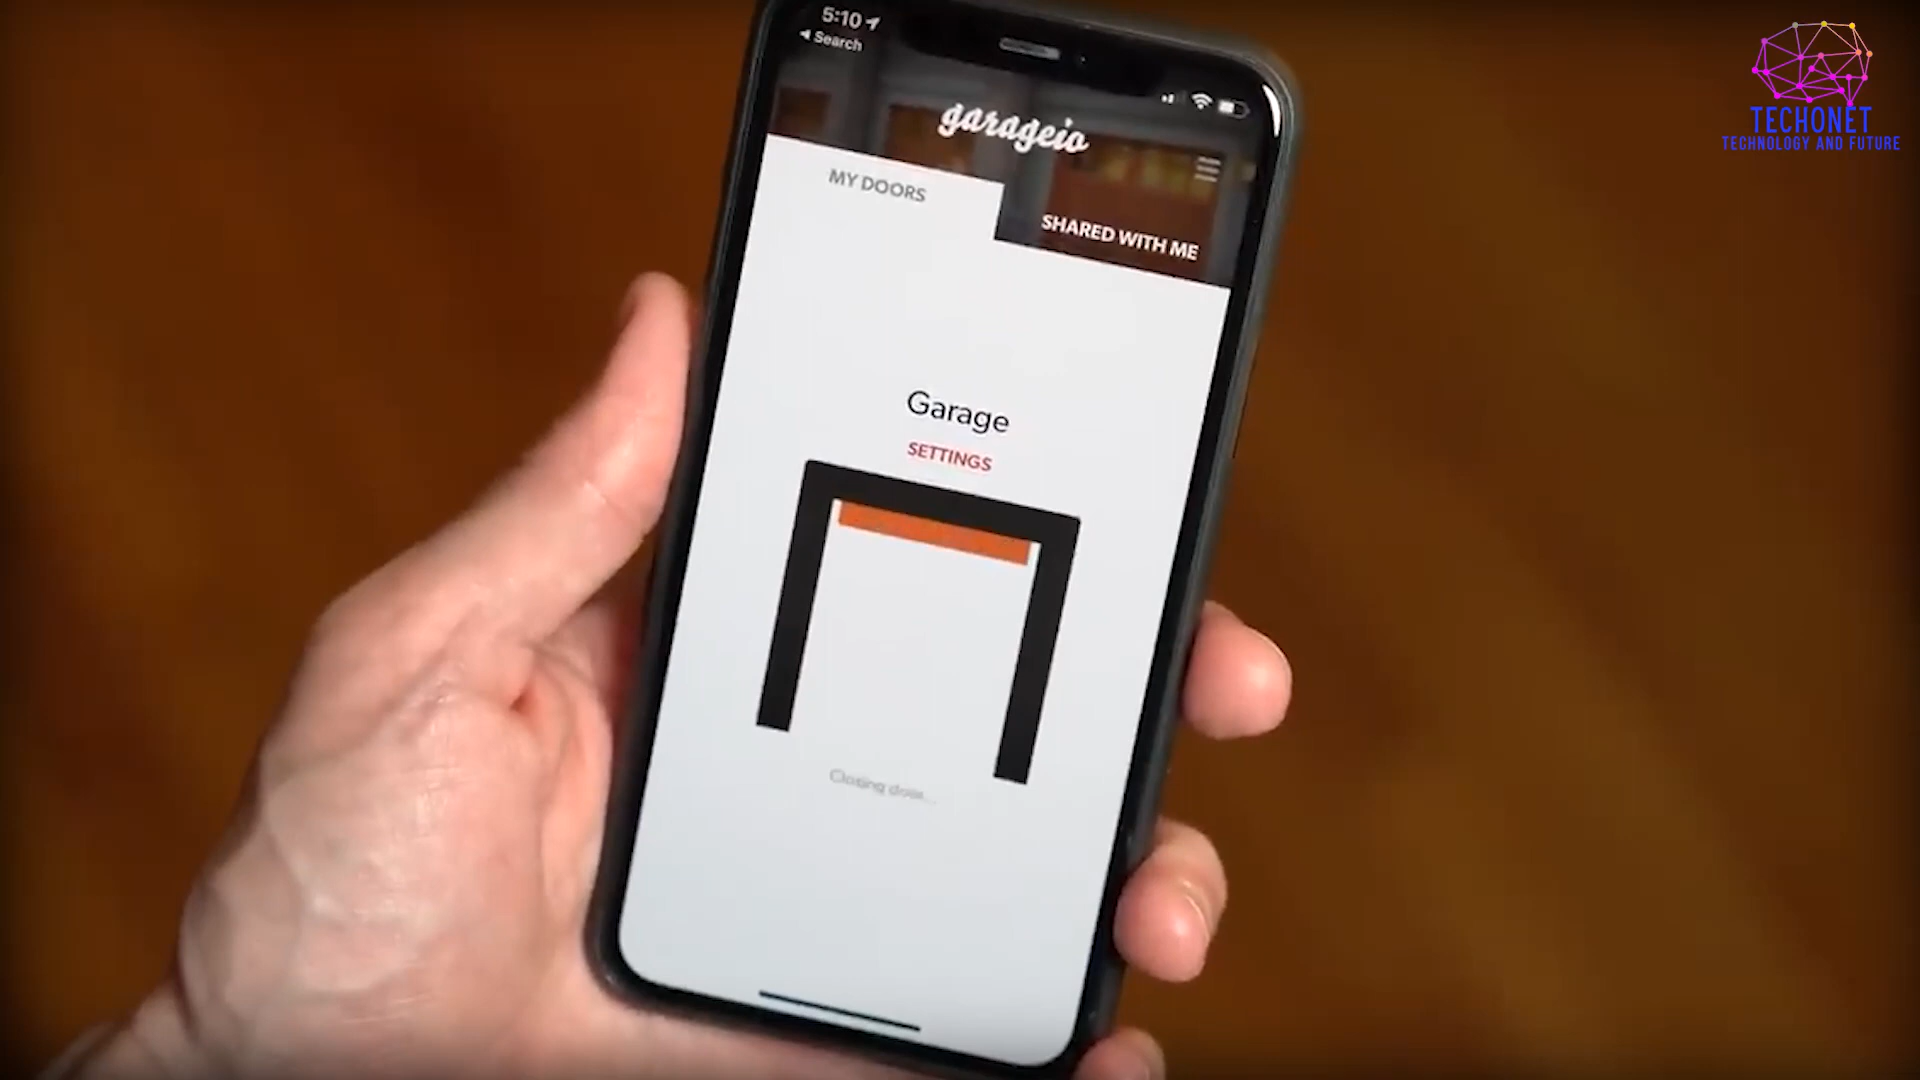 5:10
Search
garageio
MY DOORS
SHARED WITH ME
Garage
SETTINGS
Closing door...
TECHONET
TECHNOLOGY AND FUTURE